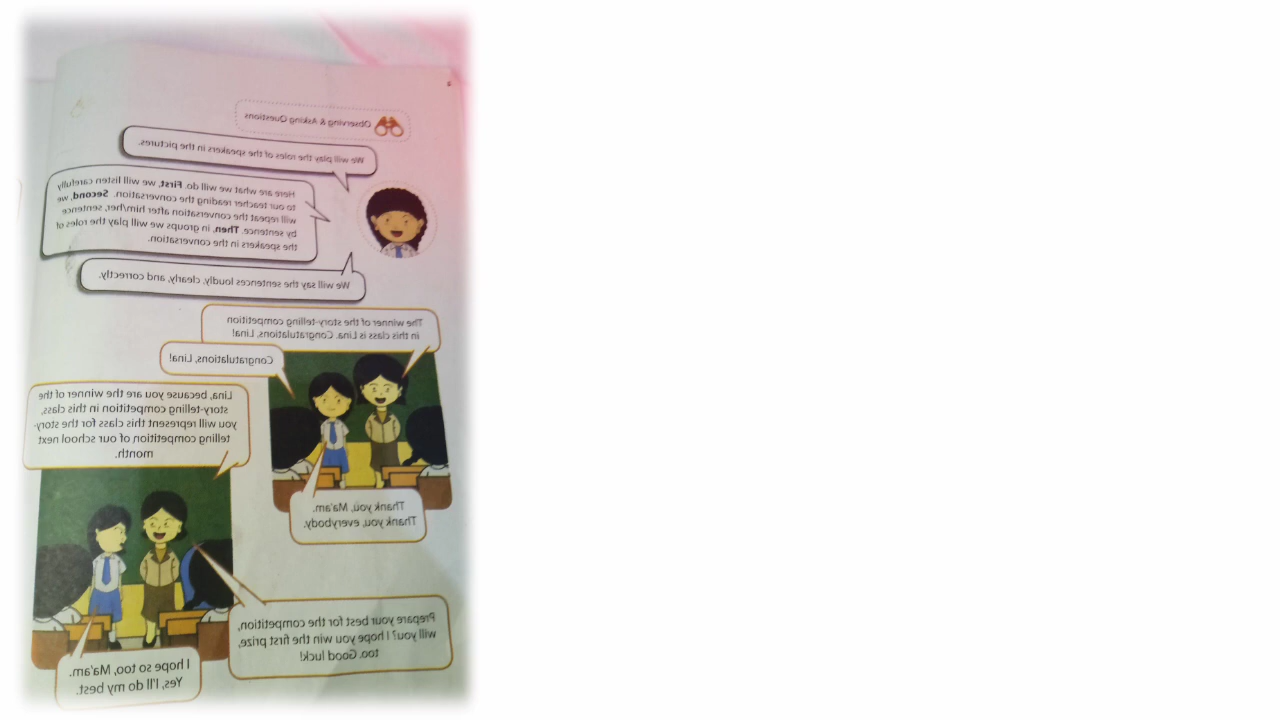 Observing & Asking Questions
We will play the roles of the speakers in the pictures.
Here are what we will do. First, we will listen carefully
to our teacher reading the conversation. Second, we
will repeat the conversation after him/her, sentence
by sentence. Then, in groups we will play the roles of
the speakers in the conversation.
We will say the sentences loudly, clearly, and correctly.
The winner of the story-telling competition
in this class is Lina. Congratulations, Lina!
Congratulations, Lina!
Thank you, Ma'am.
Thank you, everybody.
Lina, because you are the winner of the
story-telling competition in this class,
you will represent this class for the story-
telling competition of our school next
month.
Prepare your best for the competition,
will you? I hope you win the first prize,
too. Good luck!
I hope so too, Ma'am.
Yes, I'll do my best.